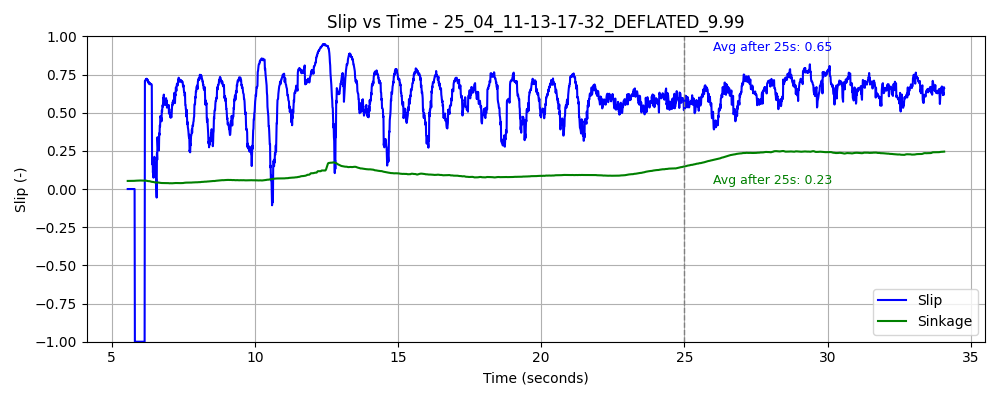 Slip vs Time - 25_04_11-13-17-32_DEFLATED_9.99
Avg after 25s: 0.65
Avg after 25s: 0.23
Slip (-)
1.00
0.75
0.50
0.25
0.00
−0.25
−0.50
−0.75
−1.00
5
10
15
20
25
30
35
Time (seconds)
Slip
Sinkage